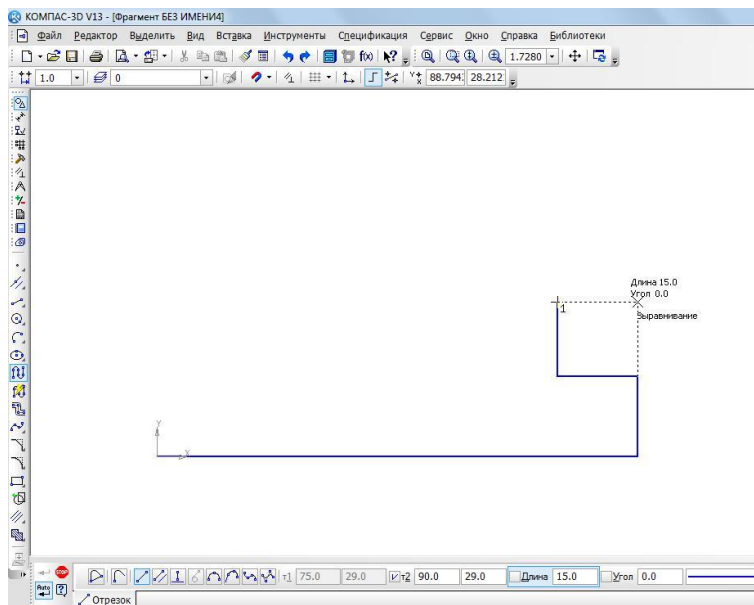 КОМПАС-3D V13 - [Фрагмент БЕЗ ИМЕНИ4]
Файл Редактор Выделить Вид Вставка Инструменты Спецификация Сервис Окно Справка Библиотеки
f(x) 1.7280
1.0 0 88.794 28.212
Длина 15.0
Угол 0.0
1
Выравнивание
Y
X
STOP т1 75.0 29.0 т2 90.0 29.0 Длина 15.0 Угол 0.0
Auto
Отрезок